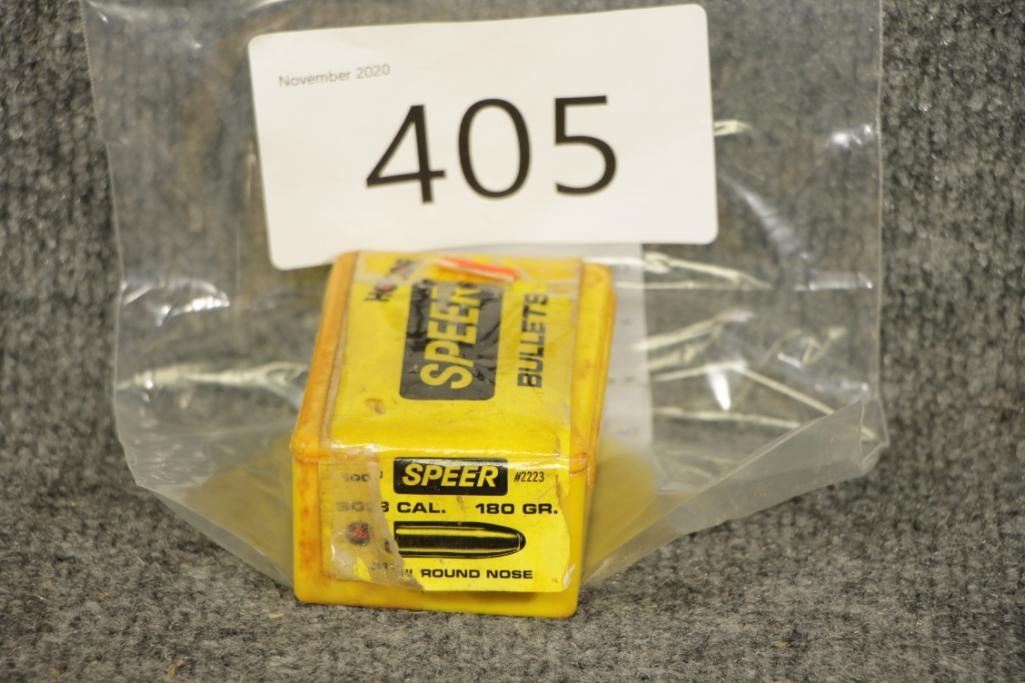 November 2020
405
SPEER
BULLETS
SPEER #2223
CAL. 180 GR.
ROUND NOSE